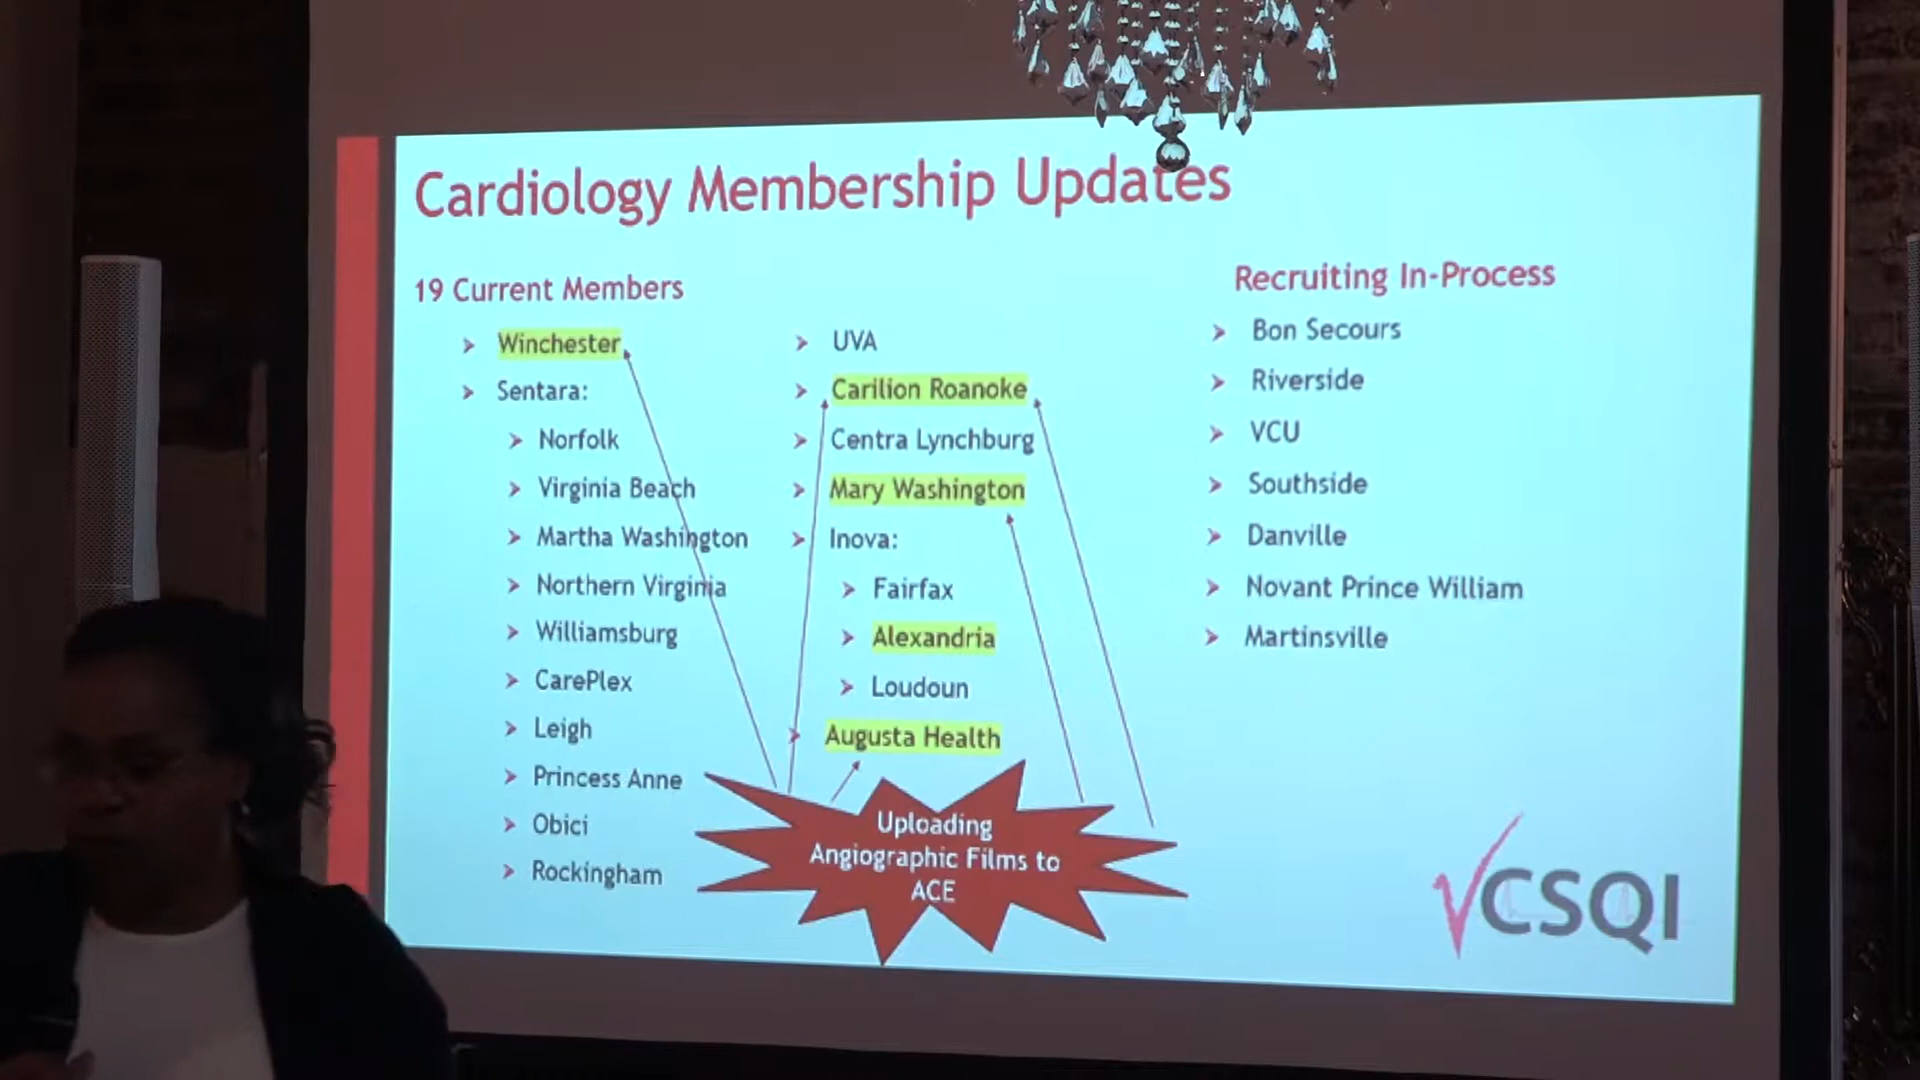 Cardiology Membership Updates
19 Current Members
Winchester
Sentara:
Norfolk
Virginia Beach
Martha Washington
Northern Virginia
Williamsburg
CarePlex
Leigh
Princess Anne
Obici
Rockingham
UVA
Carilion Roanoke
Centra Lynchburg
Mary Washington
Inova:
Fairfax
Alexandria
Loudoun
Augusta Health
Uploading
Angiographic Films to
ACE
Recruiting In-Process
Bon Secours
Riverside
VCU
Southside
Danville
Novant Prince William
Martinsville
VCSQI